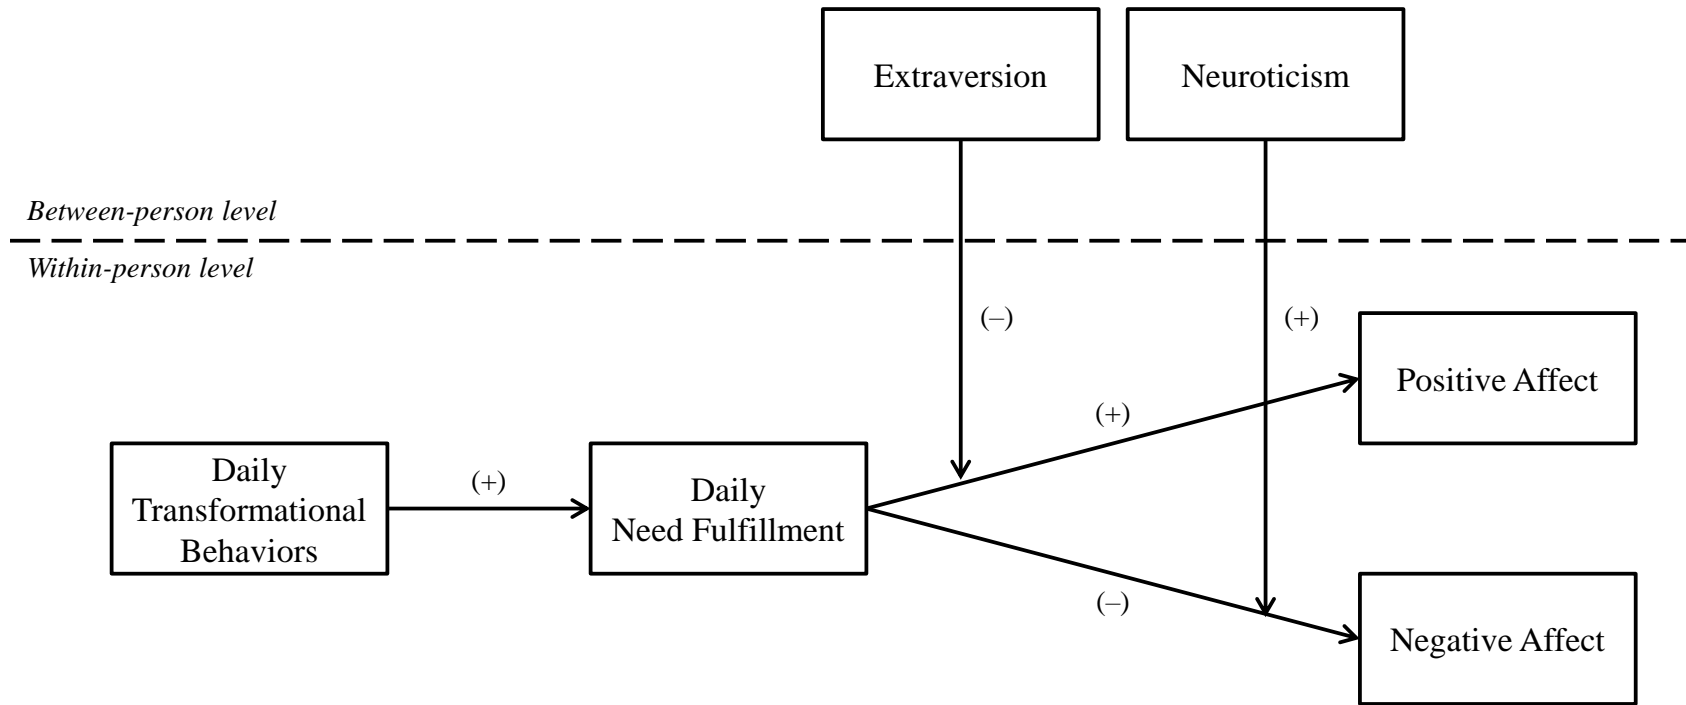 Extraversion
Neuroticism
Between-person level
Within-person level
(–)
(+)
Positive Affect
(+)
Daily
Transformational
Behaviors
(+)
Daily
Need Fulfillment
(–)
Negative Affect